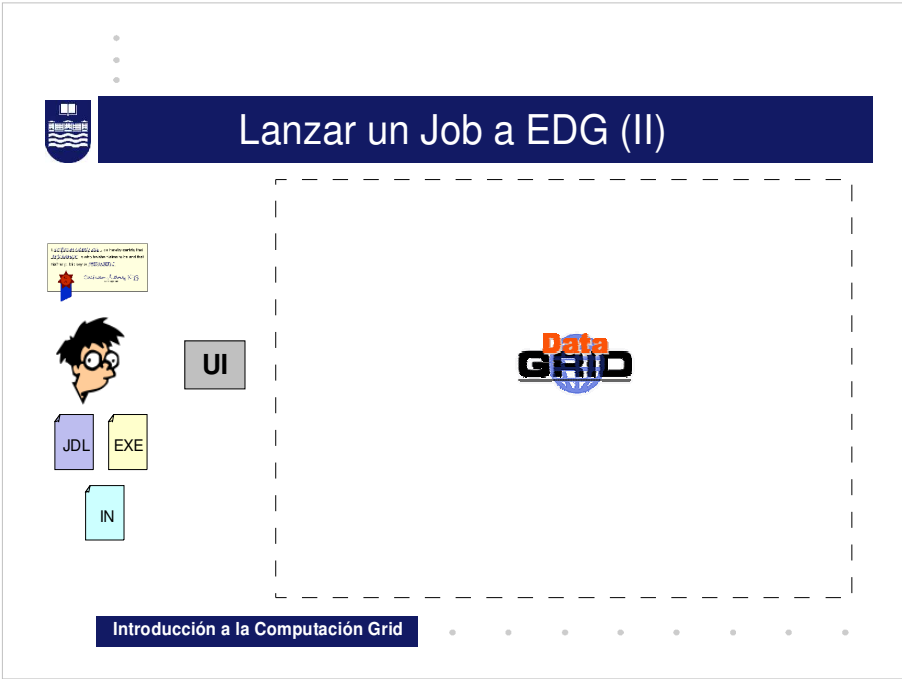 Lanzar un Job a EDG (II)
UI
Data
GRID
JDL
EXE
IN
Introducción a la Computación Grid